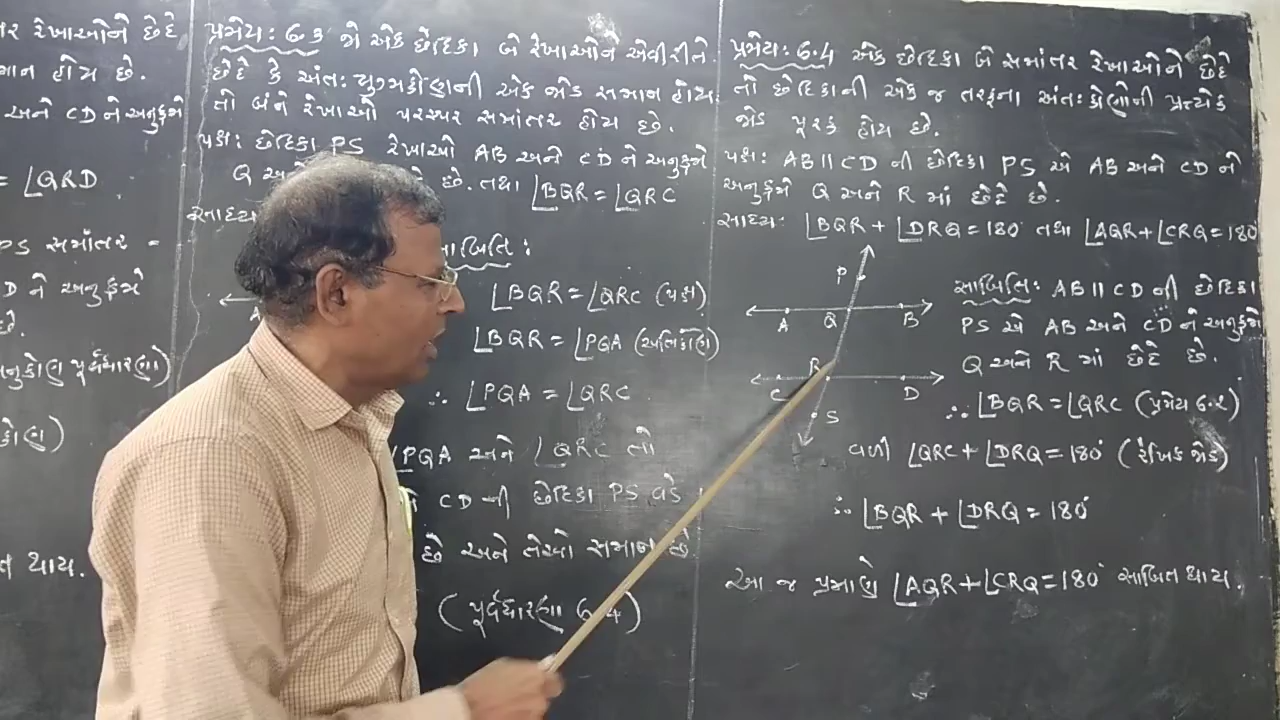 ર રેખાઓને છેદે
માન હોય છે.
અને CD ને અનુક્રમે
= ∠QRD
PS સમાંતર -
D ને અનુક્રમે
છે.
અનુકોણ પૂર્વધારણા)
કોણ)
ત થાય.
પ્રમેય: 6.3 જો એક છેદિકા બે રેખાઓને એવી રીતે
છેદે કે અંત: યુગ્મકોણની એક જોડ સમાન હોય
તો બંને રેખાઓ પરસ્પર સમાંતર હોય છે.
પક્ષ: છેદિકા PS રેખાઓ AB અને CD ને અનુક્રમે
Q અને છે. તથા ∠BQR = ∠QRC
સાધ્ય
સાબિતિ:
A
∠BQR = ∠QRC (પક્ષ)
∠BQR = ∠PQA (અભિકોણ)
∴ ∠PQA = ∠QRC
∠PQA અને ∠QRC તો
ને CD ની છેદિકા PS વડે
છે અને તેઓ સમાન છે
(પૂર્વધારણા 6.4)
પ્રમેય: 6.4 એક છેદિકા બે સમાંતર રેખાઓને છેદે
તો છેદિકાની એક જ તરફના અંત: કોણોની પ્રત્યેક
જોડ પૂરક હોય છે.
પક્ષ: AB || CD ની છેદિકા PS એ AB અને CD ને
અનુક્રમે Q અને R માં છેદે છે.
સાધ્ય: ∠BQR + ∠DRQ = 180° તથા ∠AQR + ∠CRQ = 180°
P
A Q B
R
C D
S
સાબિતિ: AB || CD ની છેદિકા
PS એ AB અને CD ને અનુક્રમે
Q અને R માં છેદે છે.
∴ ∠BQR = ∠QRC (પ્રમેય 6.2)
વળી ∠QRC + ∠DRQ = 180° (રૈખિક જોડ)
∴ ∠BQR + ∠DRQ = 180°
આ જ પ્રમાણે ∠AQR + ∠CRQ = 180° સાબિત થાય.